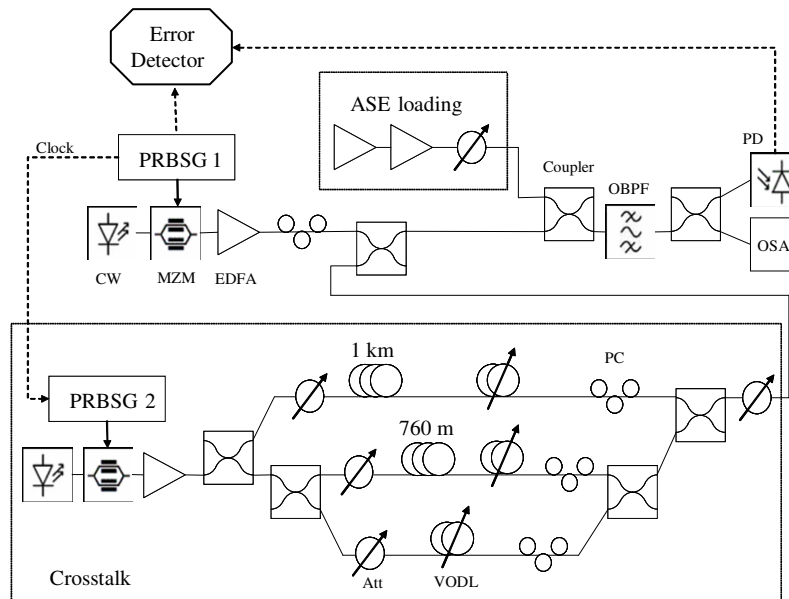 Error
Detector
ASE loading
Clock
PRBSG 1
Coupler
PD
OBPF
OSA
CW
MZM
EDFA
1 km
PC
PRBSG 2
760 m
Att
VODL
Crosstalk